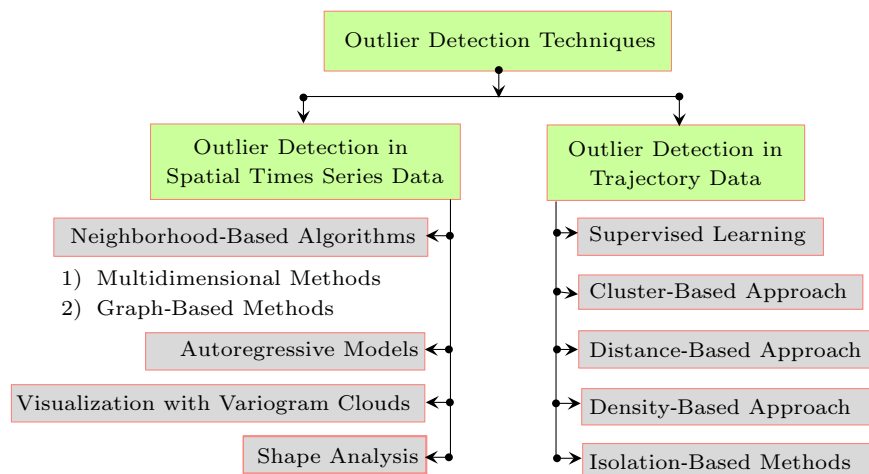 Outlier Detection Techniques
Outlier Detection in
Spatial Times Series Data
Neighborhood-Based Algorithms
1) Multidimensional Methods
2) Graph-Based Methods
Autoregressive Models
Visualization with Variogram Clouds
Shape Analysis
Outlier Detection in
Trajectory Data
Supervised Learning
Cluster-Based Approach
Distance-Based Approach
Density-Based Approach
Isolation-Based Methods